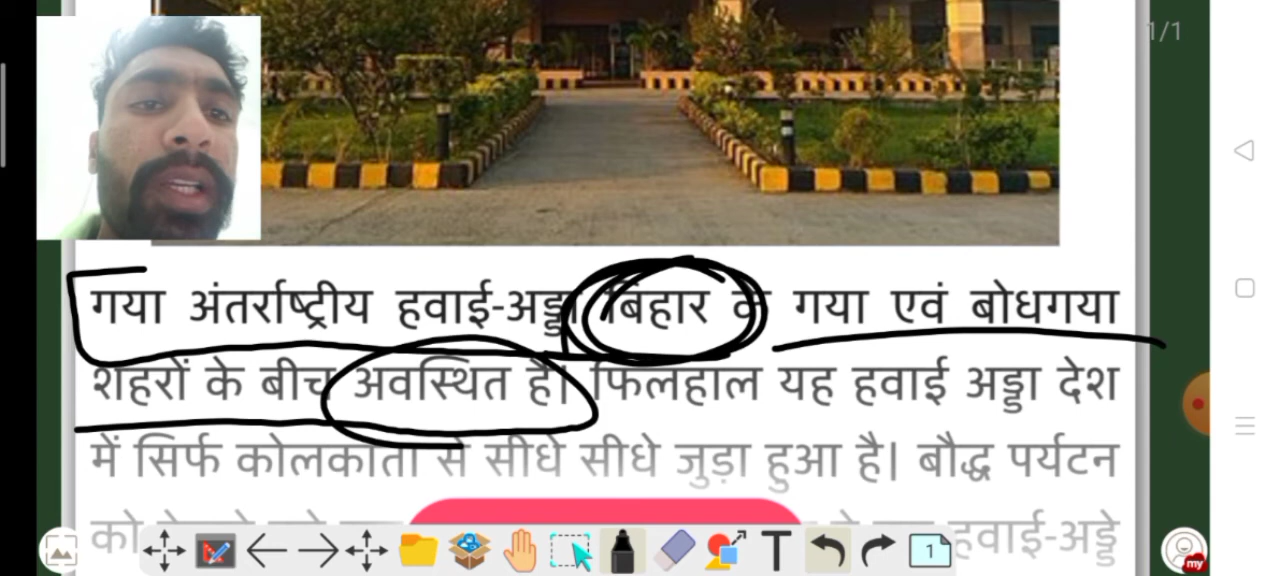 1/1
गया अंतर्राष्ट्रीय हवाई-अड्डा बिहार के गया एवं बोधगया
शहरों के बीच अवस्थित है। फिलहाल यह हवाई अड्डा देश
में सिर्फ कोलकाता से सीधे सीधे जुड़ा हुआ है। बौद्ध पर्यटन
को हवाई-अड्डे
T
1
my